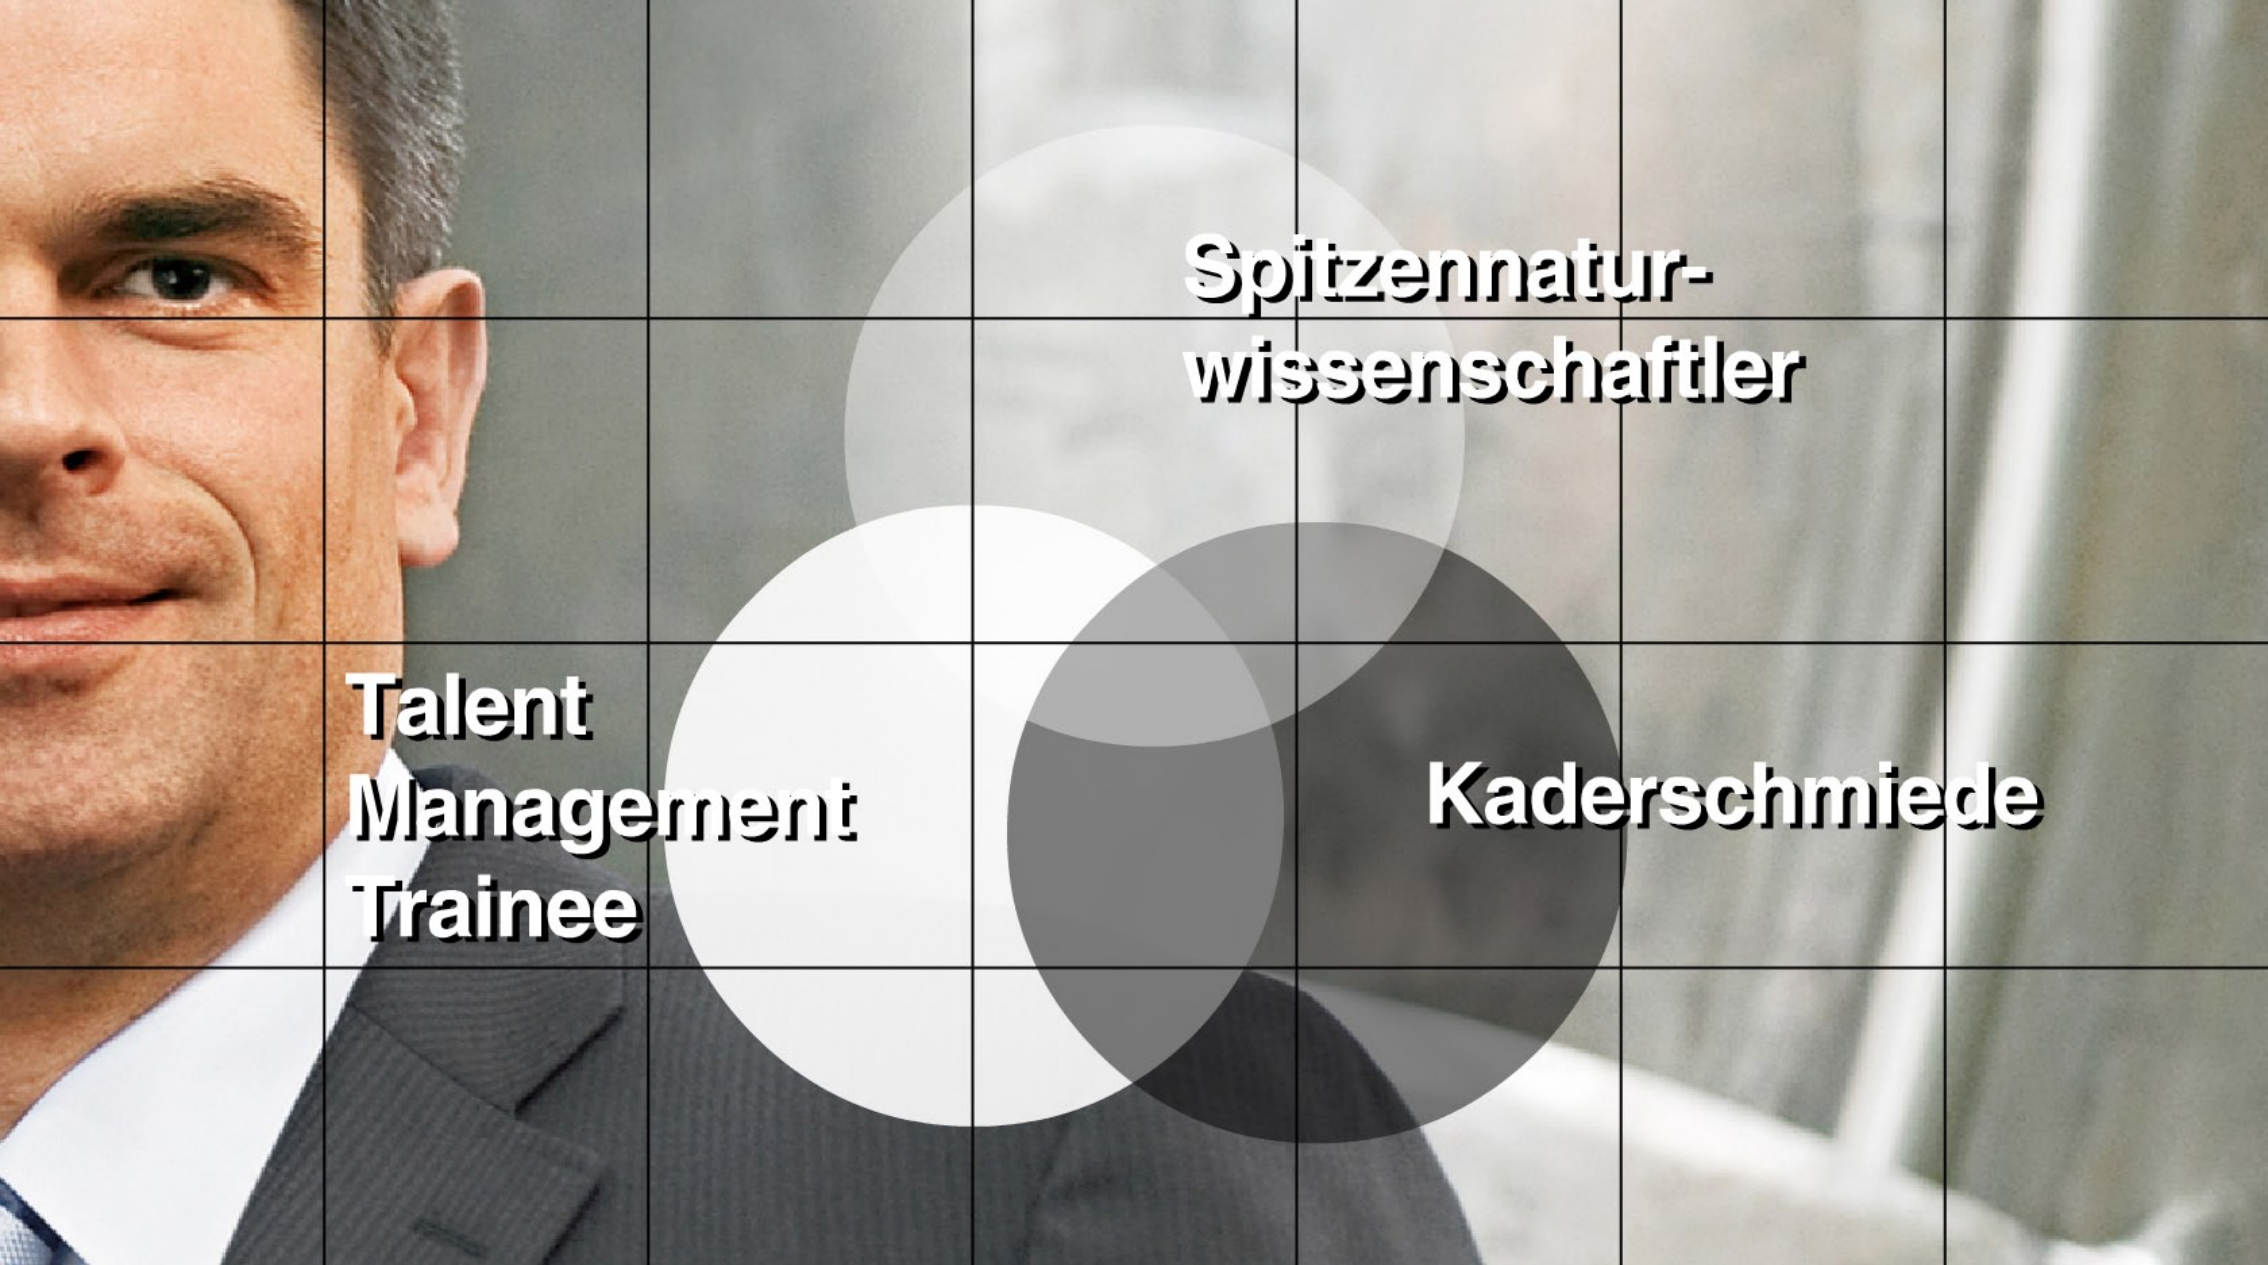 Spitzennatur-
wissenschaftler
Talent
Management
Trainee
Kaderschmiede